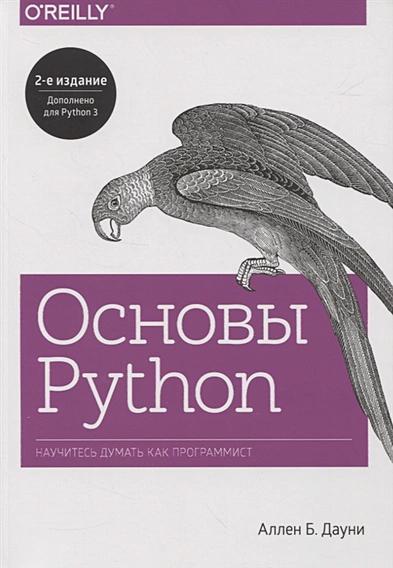 O'REILLY®
2-е издание
Дополнено
для Python 3
Основы
Python
НАУЧИТЕСЬ ДУМАТЬ КАК ПРОГРАММИСТ
Аллен Б. Дауни